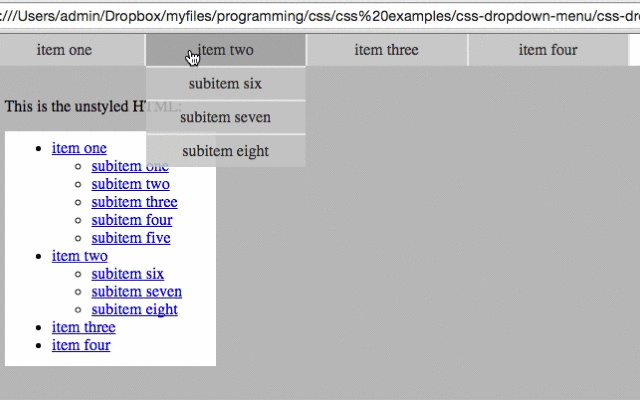 :///Users/admin/Dropbox/myfiles/programming/css/css%20examples/css-dropdown-menu/css-dro
item one item two item three item four
subitem six
This is the unstyled HTML:
subitem seven
subitem eight
item one
subitem one
subitem two
subitem three
subitem four
subitem five
item two
subitem six
subitem seven
subitem eight
item three
item four